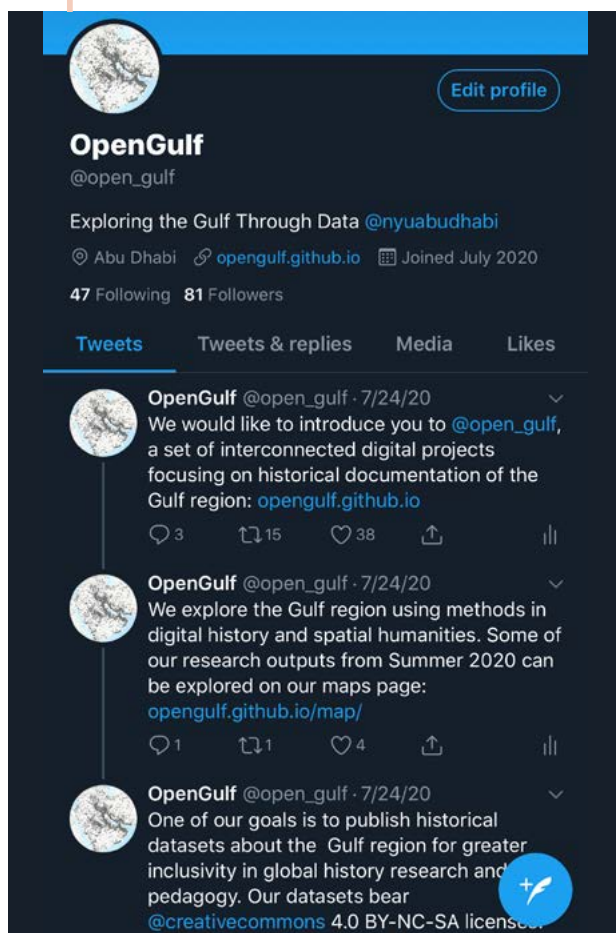 Edit profile
OpenGulf
@open_gulf
Exploring the Gulf Through Data @nyuabudhabi
Abu Dhabi opengulf.github.io Joined July 2020
47 Following 81 Followers
Tweets Tweets & replies Media Likes
OpenGulf @open_gulf · 7/24/20
We would like to introduce you to @open_gulf,
a set of interconnected digital projects
focusing on historical documentation of the
Gulf region: opengulf.github.io
3 15 38
OpenGulf @open_gulf · 7/24/20
We explore the Gulf region using methods in
digital history and spatial humanities. Some of
our research outputs from Summer 2020 can
be explored on our maps page:
opengulf.github.io/map/
1 1 4
OpenGulf @open_gulf · 7/24/20
One of our goals is to publish historical
datasets about the Gulf region for greater
inclusivity in global history research and
pedagogy. Our datasets bear
@creativecommons 4.0 BY-NC-SA licenses.